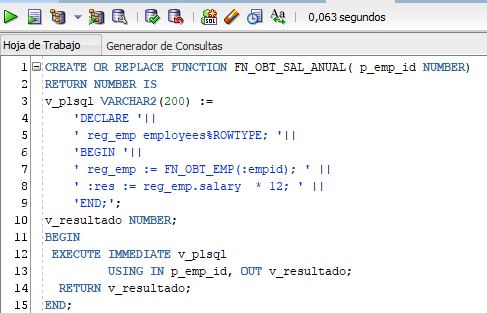 0,063 segundos
Hoja de Trabajo Generador de Consultas
1 CREATE OR REPLACE FUNCTION FN_OBT_SAL_ANUAL( p_emp_id NUMBER)
2 RETURN NUMBER IS
3 v_plsql VARCHAR2(200) :=
4 'DECLARE '||
5 ' reg_emp employees%ROWTYPE; '||
6 'BEGIN '||
7 ' reg_emp := FN_OBT_EMP(:empid); ' ||
8 ' :res := reg_emp.salary * 12; ' ||
9 'END;';
10 v_resultado NUMBER;
11 BEGIN
12 EXECUTE IMMEDIATE v_plsql
13 USING IN p_emp_id, OUT v_resultado;
14 RETURN v_resultado;
15 END;